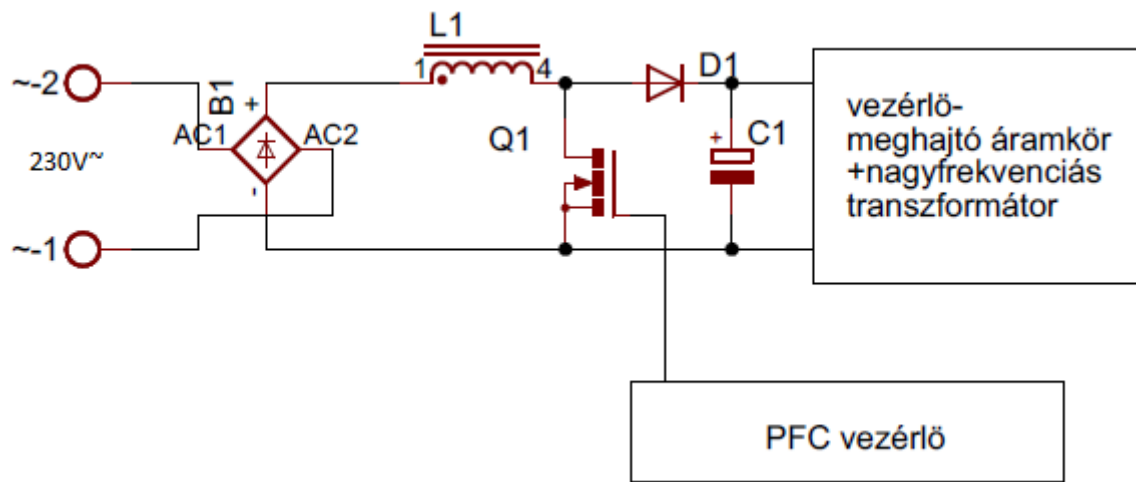 L1
~-2
B1
+
1
4
D1
AC1
AC2
Q1
+
C1
230V~
-
~-1
vezérlö-
meghajtó áramkör
+nagyfrekvenciás
transzformátor
PFC vezérlö